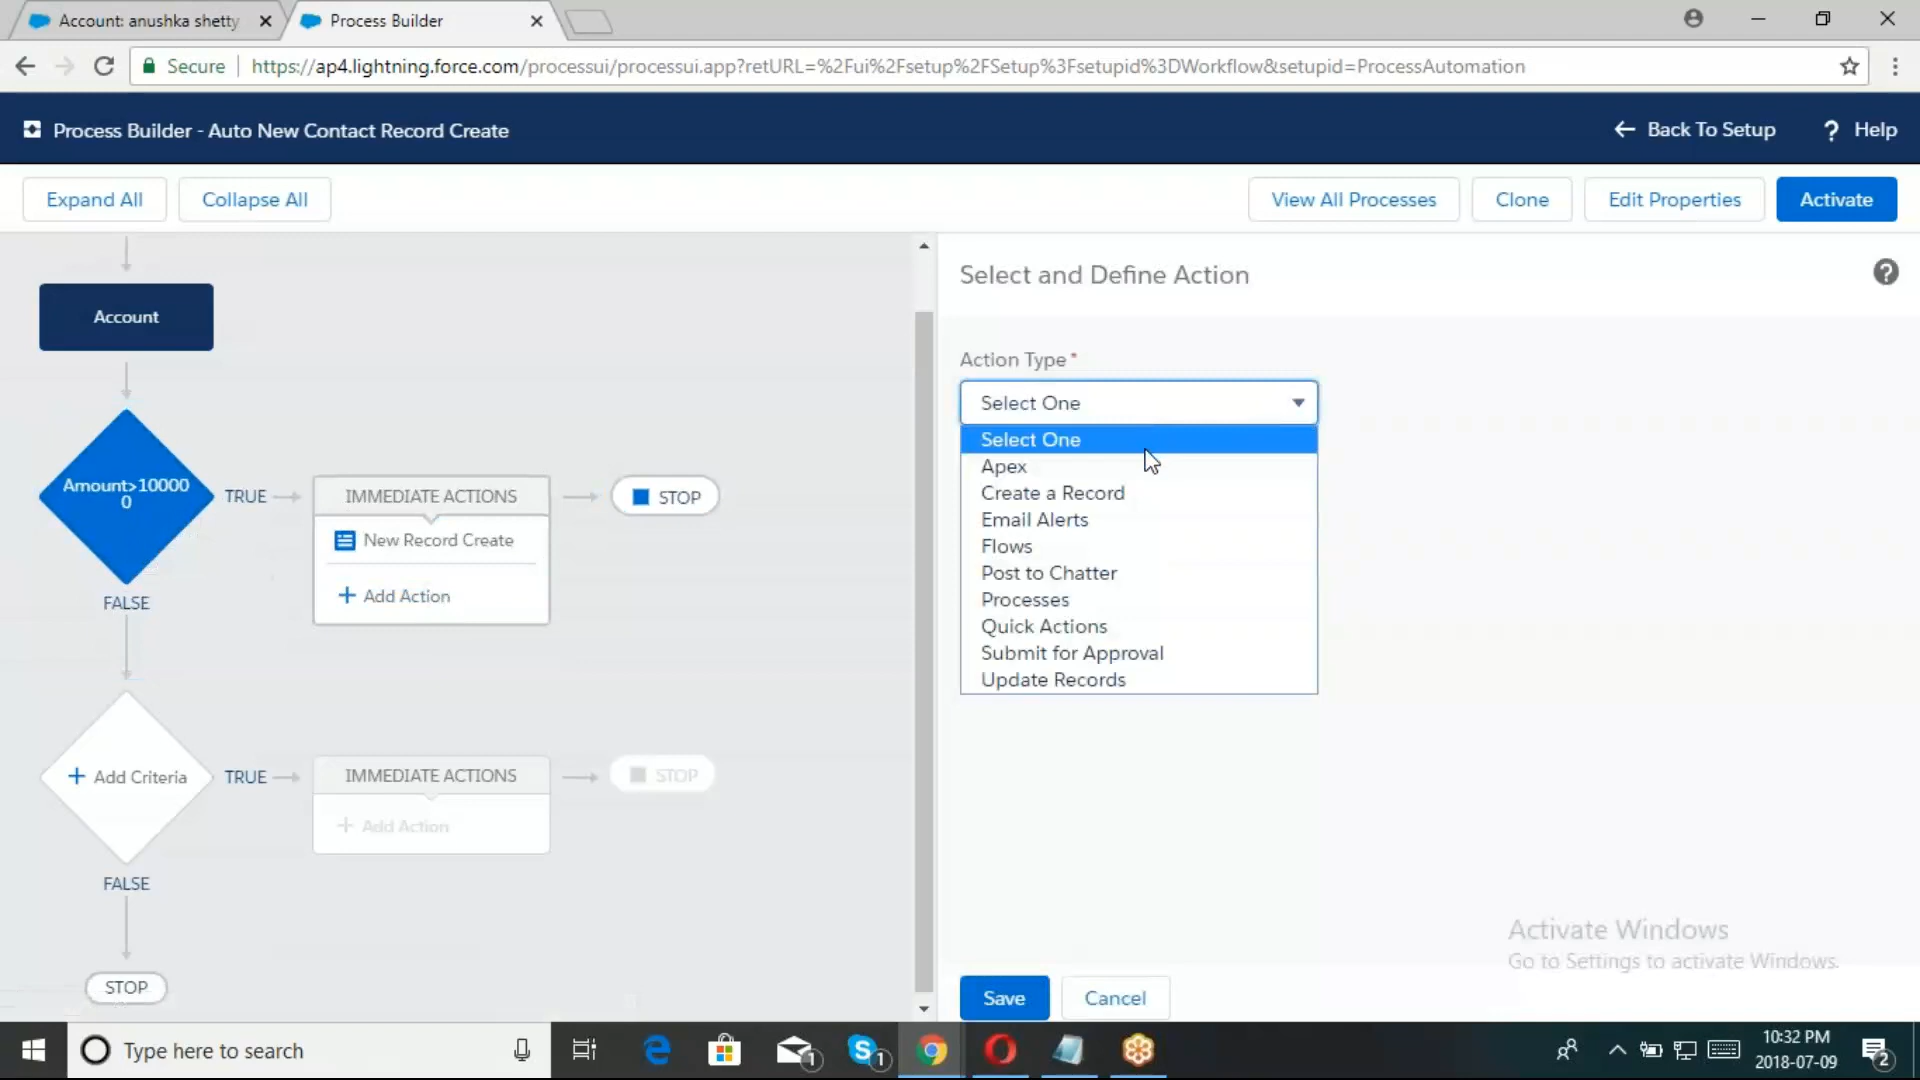 Account: anushka shetty
Process Builder
Secure
https://ap4.lightning.force.com/processui/processui.app?retURL=%2Fui%2Fsetup%2FSetup%3Fsetupid%3DWorkflow&setupid=ProcessAutomation
Process Builder - Auto New Contact Record Create
Back To Setup
? Help
Expand All
Collapse All
View All Processes
Clone
Edit Properties
Activate
Account
Amount>10000
0
TRUE
IMMEDIATE ACTIONS
STOP
New Record Create
+ Add Action
FALSE
+ Add Criteria
TRUE
IMMEDIATE ACTIONS
STOP
+ Add Action
FALSE
STOP
Select and Define Action
?
Action Type*
Select One
Select One
Apex
Create a Record
Email Alerts
Flows
Post to Chatter
Processes
Quick Actions
Submit for Approval
Update Records
Activate Windows
Go to Settings to activate Windows.
Save
Cancel
Type here to search
1
1
10:32 PM
2018-07-09
2